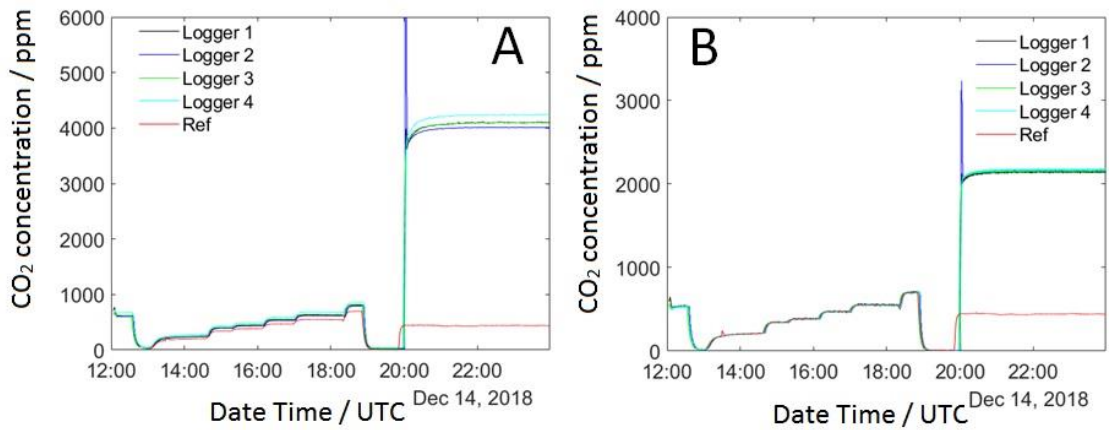 A
CO₂ concentration / ppm
6000
5000
4000
3000
2000
1000
0
Logger 1
Logger 2
Logger 3
Logger 4
Ref
12:00 14:00 16:00 18:00 20:00 22:00
Dec 14, 2018
Date Time / UTC
B
CO₂ concentration / ppm
4000
3000
2000
1000
0
Logger 1
Logger 2
Logger 3
Logger 4
Ref
12:00 14:00 16:00 18:00 20:00 22:00
Dec 14, 2018
Date Time / UTC